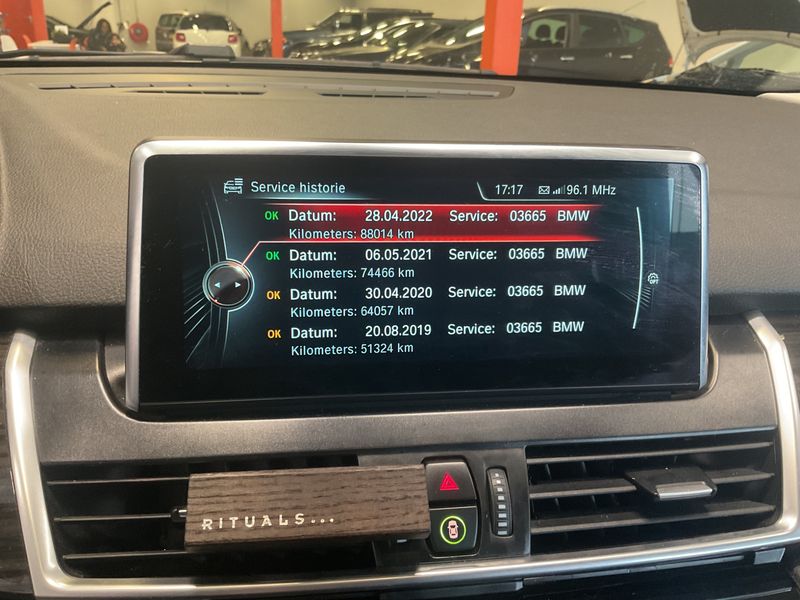 Service historie 17:17 96.1 MHz
OK Datum: 28.04.2022 Service: 03665 BMW
Kilometers: 88014 km
OK Datum: 06.05.2021 Service: 03665 BMW
Kilometers: 74466 km
OK Datum: 30.04.2020 Service: 03665 BMW
Kilometers: 64057 km
OK Datum: 20.08.2019 Service: 03665 BMW
Kilometers: 51324 km
OPT
RITUALS...